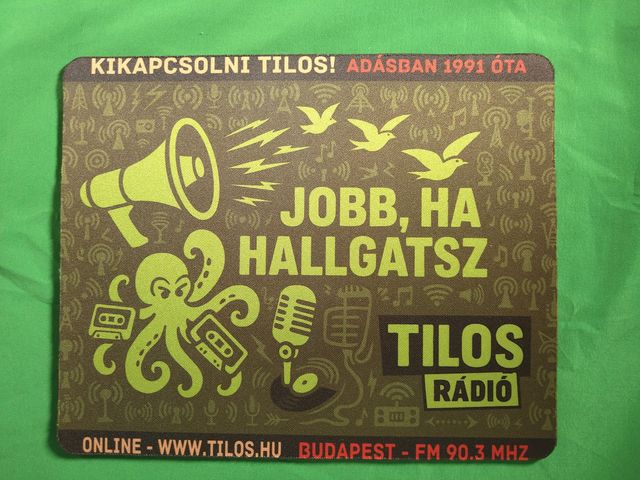 KIKAPCSOLNI TILOS! ADÁSBAN 1991 ÓTA
JOBB, HA
HALLGATSZ
TILOS
RÁDIÓ
ONLINE - WWW.TILOS.HU BUDAPEST - FM 90.3 MHZ